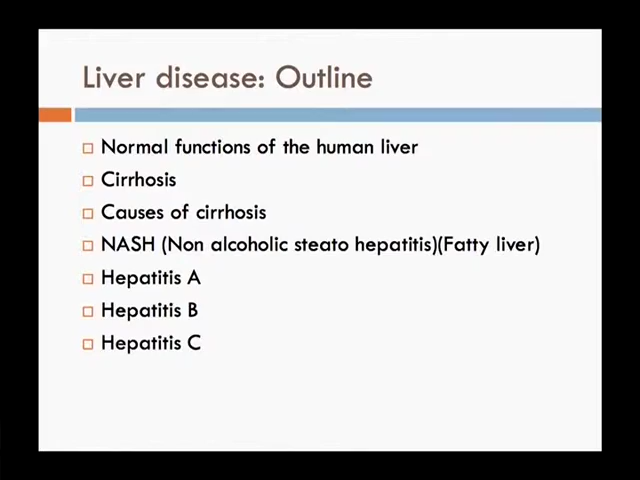 Liver disease: Outline
Normal functions of the human liver
Cirrhosis
Causes of cirrhosis
NASH (Non alcoholic steato hepatitis)(Fatty liver)
Hepatitis A
Hepatitis B
Hepatitis C